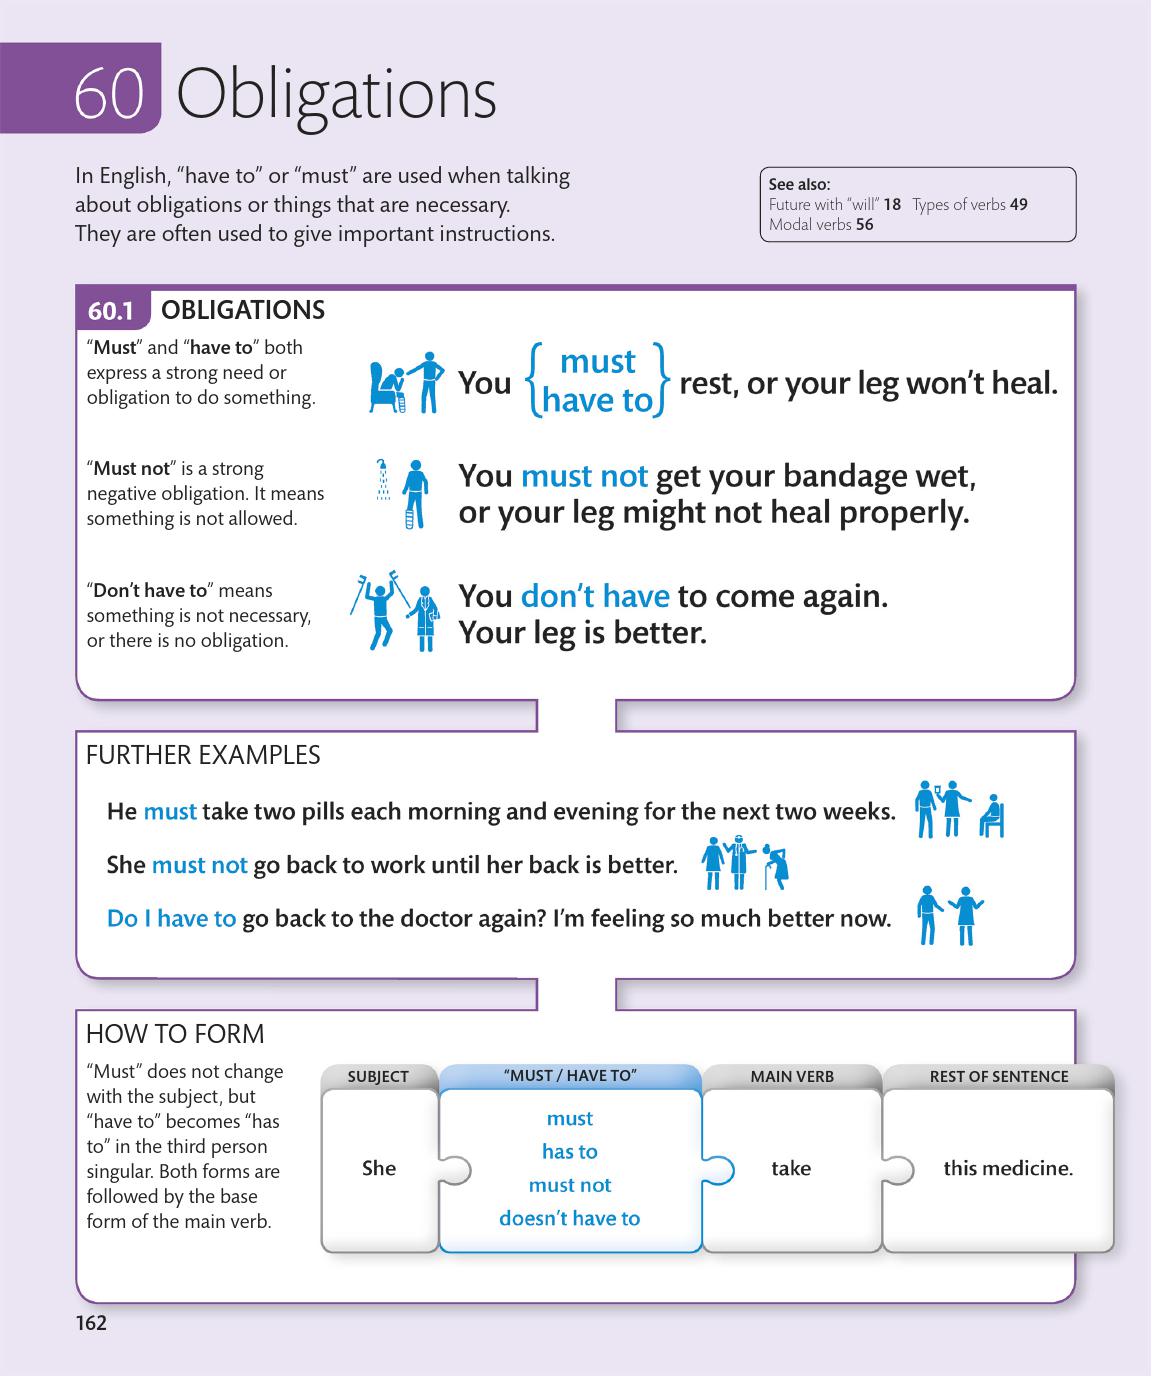 60 Obligations
In English, “have to” or “must” are used when talking
about obligations or things that are necessary.
They are often used to give important instructions.
See also:
Future with “will” 18 Types of verbs 49
Modal verbs 56
60.1 OBLIGATIONS
“Must” and “have to” both
express a strong need or
obligation to do something.
You { must / have to } rest, or your leg won’t heal.
“Must not” is a strong
negative obligation. It means
something is not allowed.
You must not get your bandage wet,
or your leg might not heal properly.
“Don’t have to” means
something is not necessary,
or there is no obligation.
You don’t have to come again.
Your leg is better.
FURTHER EXAMPLES
He must take two pills each morning and evening for the next two weeks.
She must not go back to work until her back is better.
Do I have to go back to the doctor again? I’m feeling so much better now.
HOW TO FORM
“Must” does not change
with the subject, but
“have to” becomes “has
to” in the third person
singular. Both forms are
followed by the base
form of the main verb.
SUBJECT “MUST / HAVE TO” MAIN VERB REST OF SENTENCE
She
must
has to
must not
doesn’t have to
take
this medicine.
162